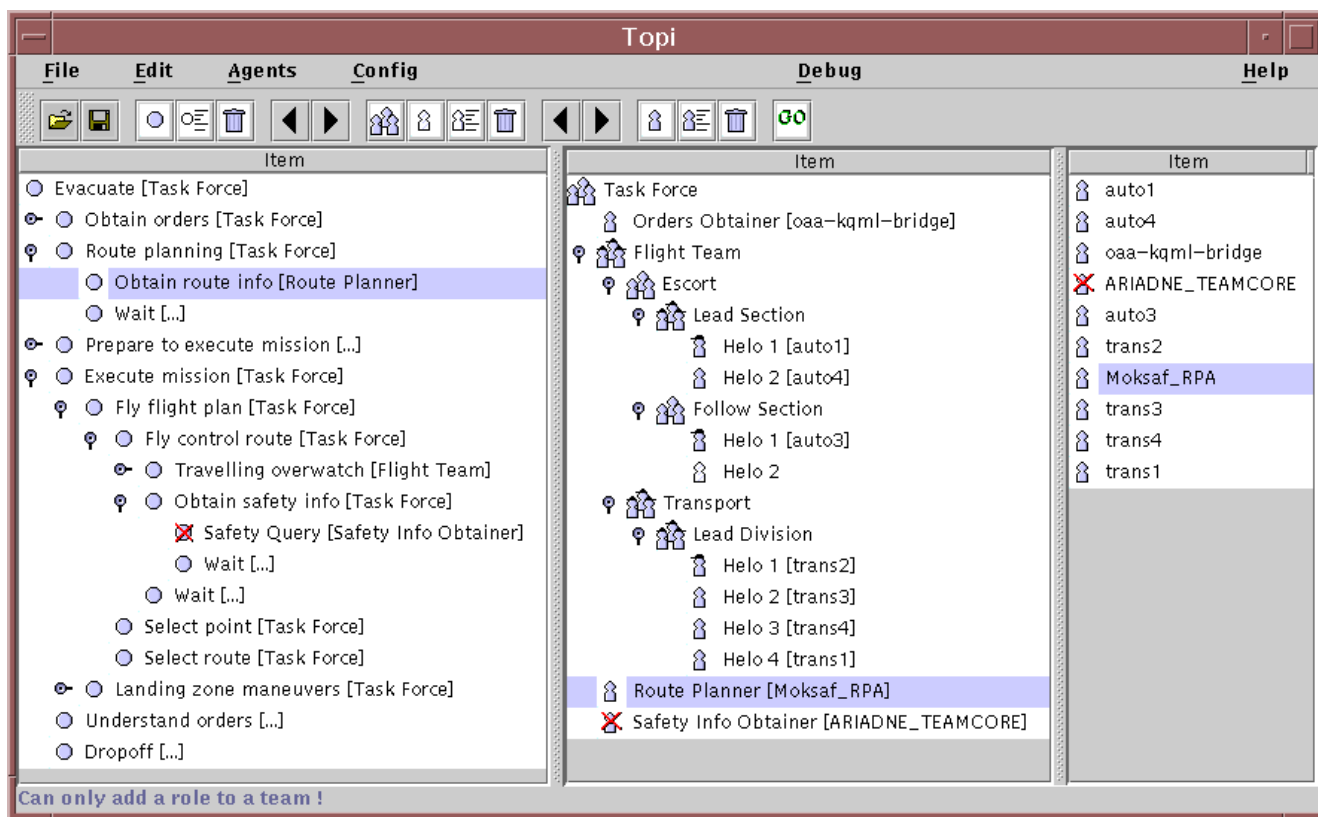 Topi
File Edit Agents Config Debug Help
GO
Item
Evacuate [Task Force]
Obtain orders [Task Force]
Route planning [Task Force]
Obtain route info [Route Planner]
Wait [...]
Prepare to execute mission [...]
Execute mission [Task Force]
Fly flight plan [Task Force]
Fly control route [Task Force]
Travelling overwatch [Flight Team]
Obtain safety info [Task Force]
Safety Query [Safety Info Obtainer]
Wait [...]
Wait [...]
Select point [Task Force]
Select route [Task Force]
Landing zone maneuvers [Task Force]
Understand orders [...]
Dropoff [...]
Item
Task Force
Orders Obtainer [oaa-kqml-bridge]
Flight Team
Escort
Lead Section
Helo 1 [auto1]
Helo 2 [auto4]
Follow Section
Helo 1 [auto3]
Helo 2
Transport
Lead Division
Helo 1 [trans2]
Helo 2 [trans3]
Helo 3 [trans4]
Helo 4 [trans1]
Route Planner [Moksaf_RPA]
Safety Info Obtainer [ARIADNE_TEAMCORE]
Item
auto1
auto4
oaa-kqml-bridge
ARIADNE_TEAMCORE
auto3
trans2
Moksaf_RPA
trans3
trans4
trans1
Can only add a role to a team !